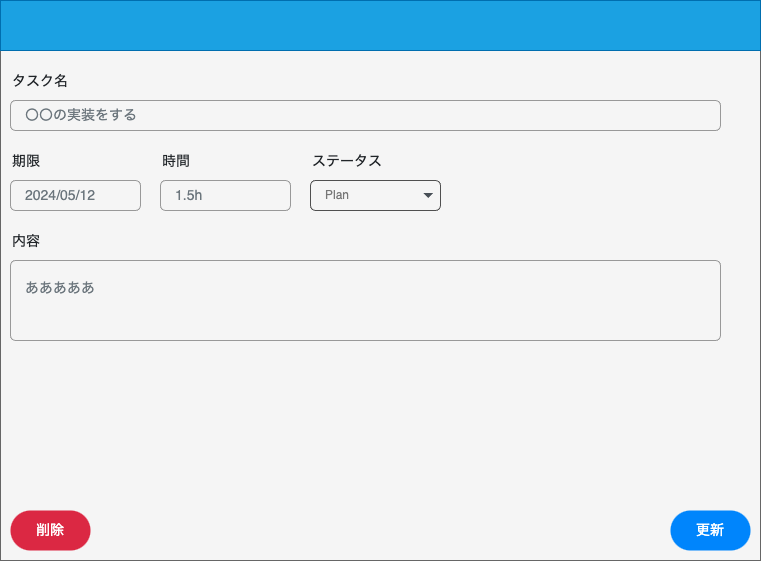 タスク名
〇〇の実装をする
期限 時間 ステータス
2024/05/12 1.5h Plan
内容
あああああ
削除 更新